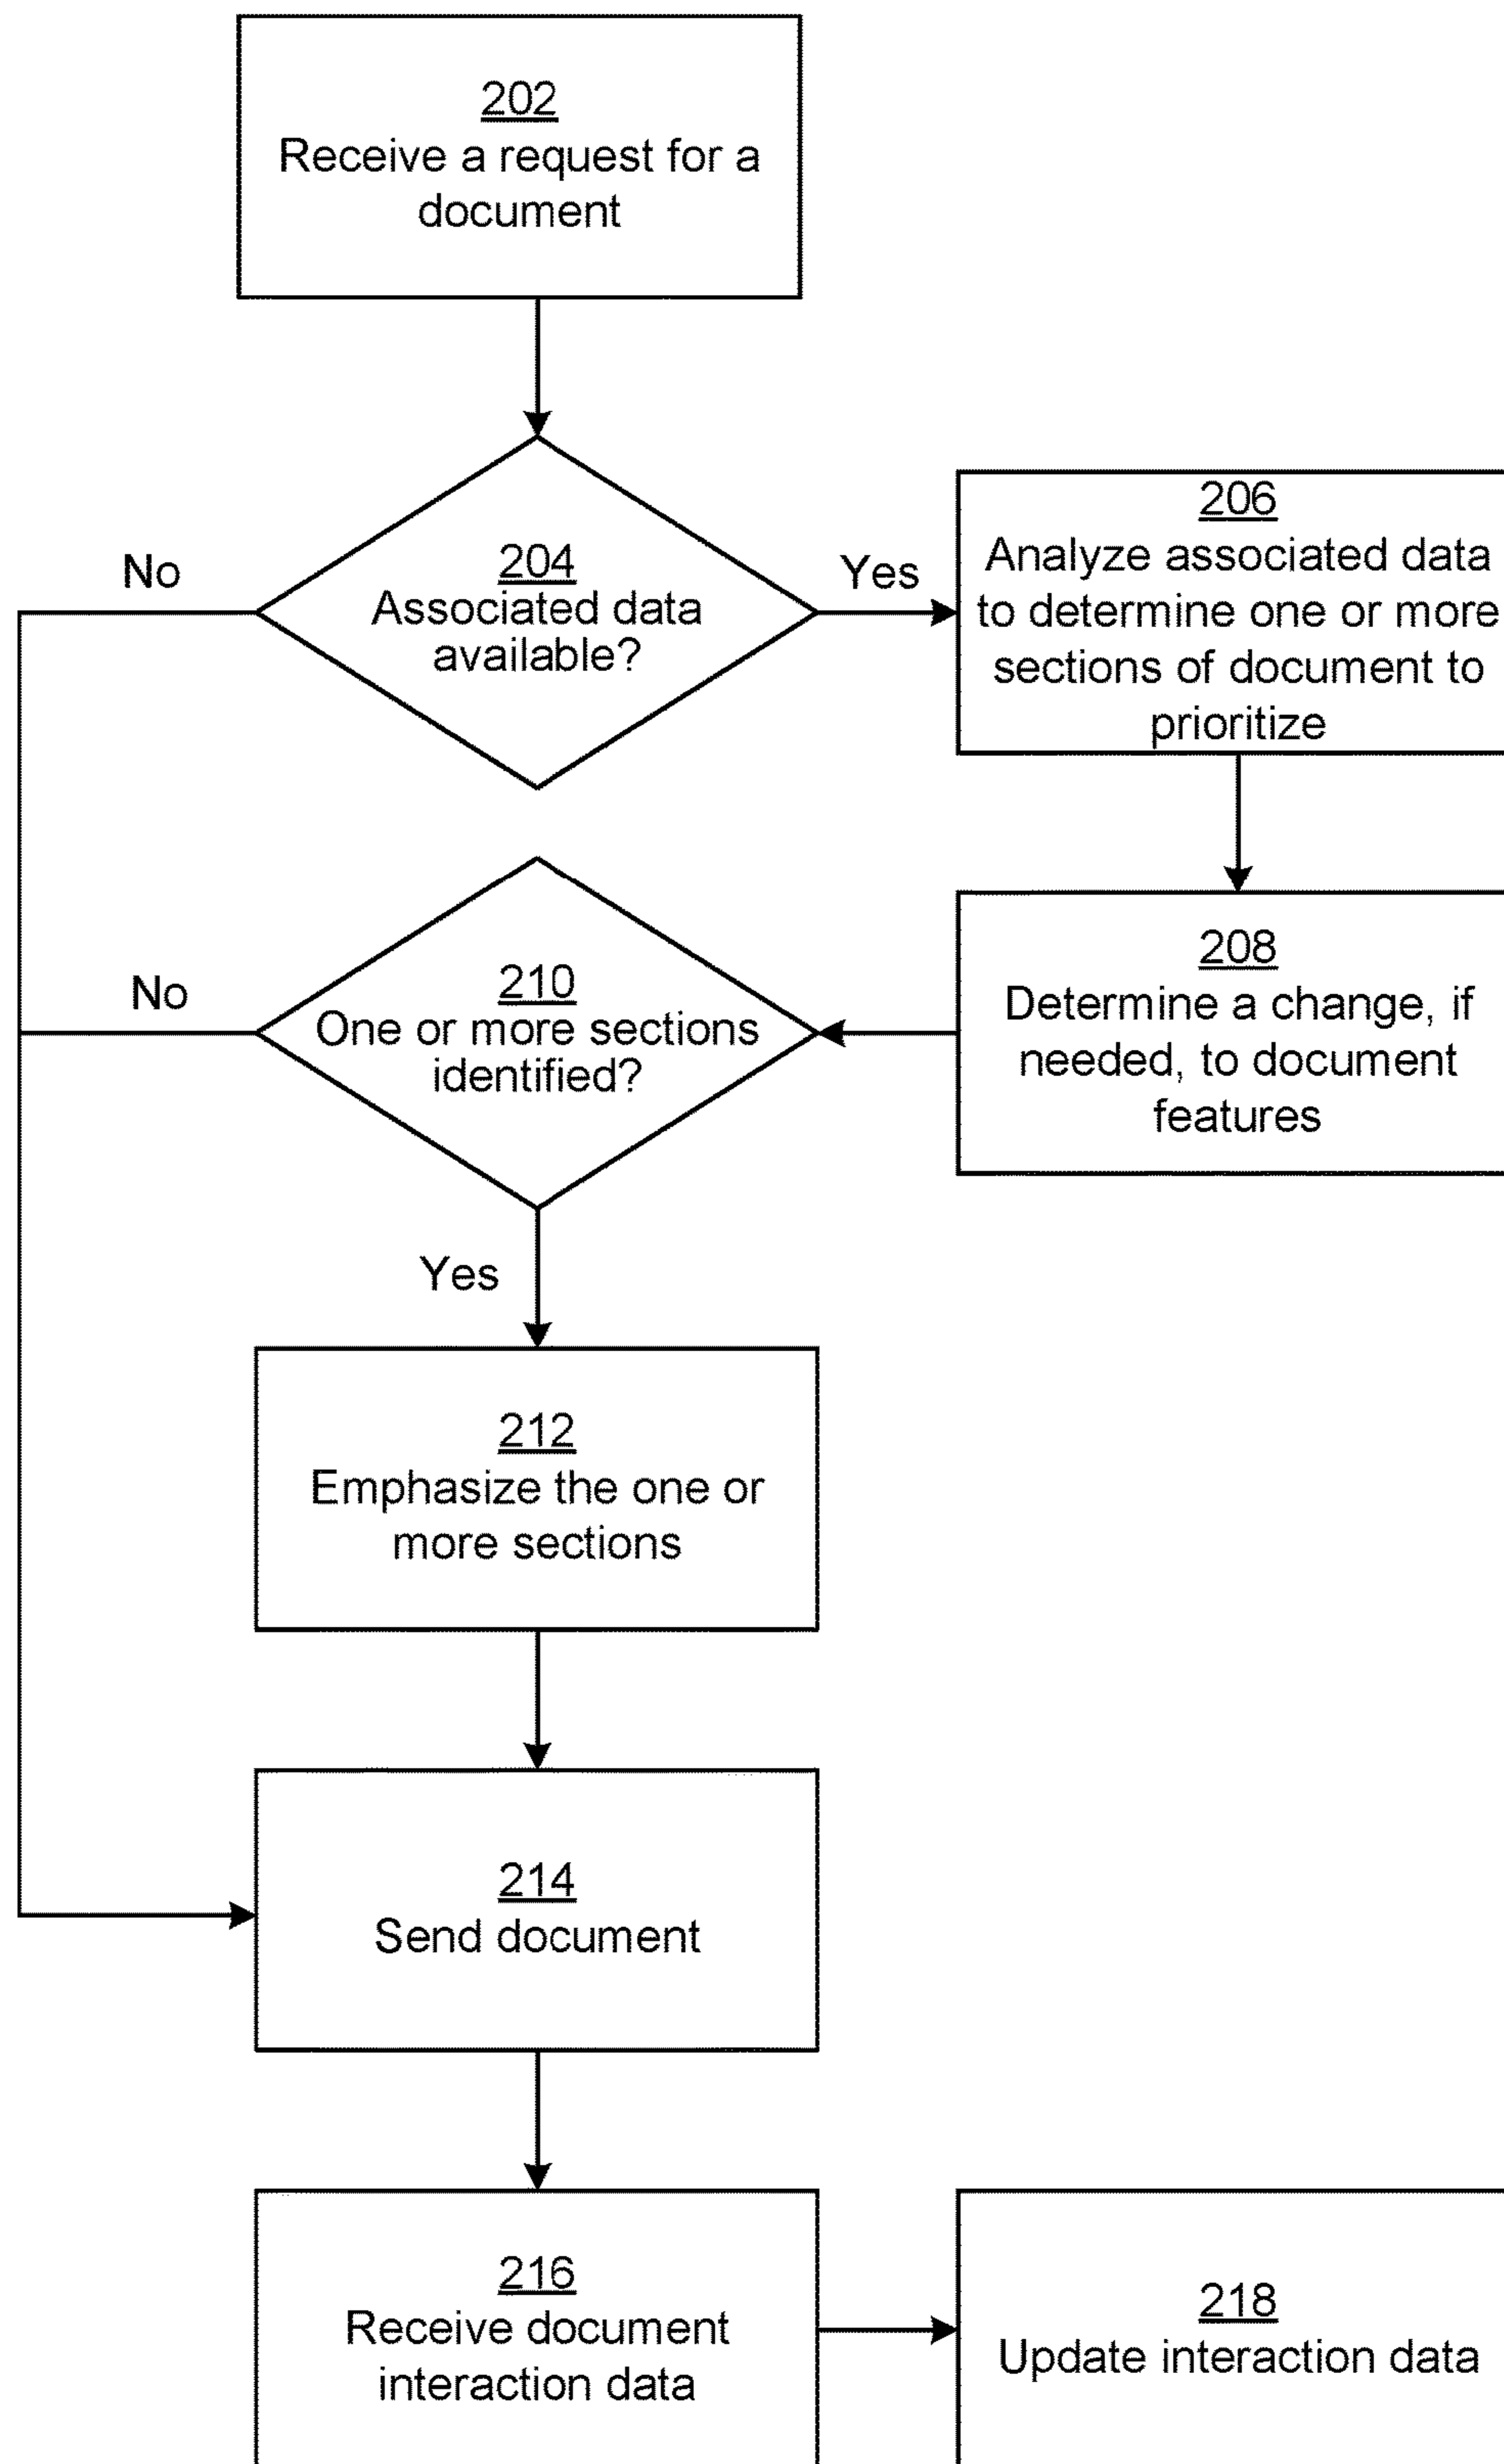 202
Receive a request for a
document
No
204
Associated data
available?
Yes
206
Analyze associated data
to determine one or more
sections of document to
prioritize
208
Determine a change, if
needed, to document
features
No
210
One or more sections
identified?
Yes
212
Emphasize the one or
more sections
214
Send document
216
Receive document
interaction data
218
Update interaction data